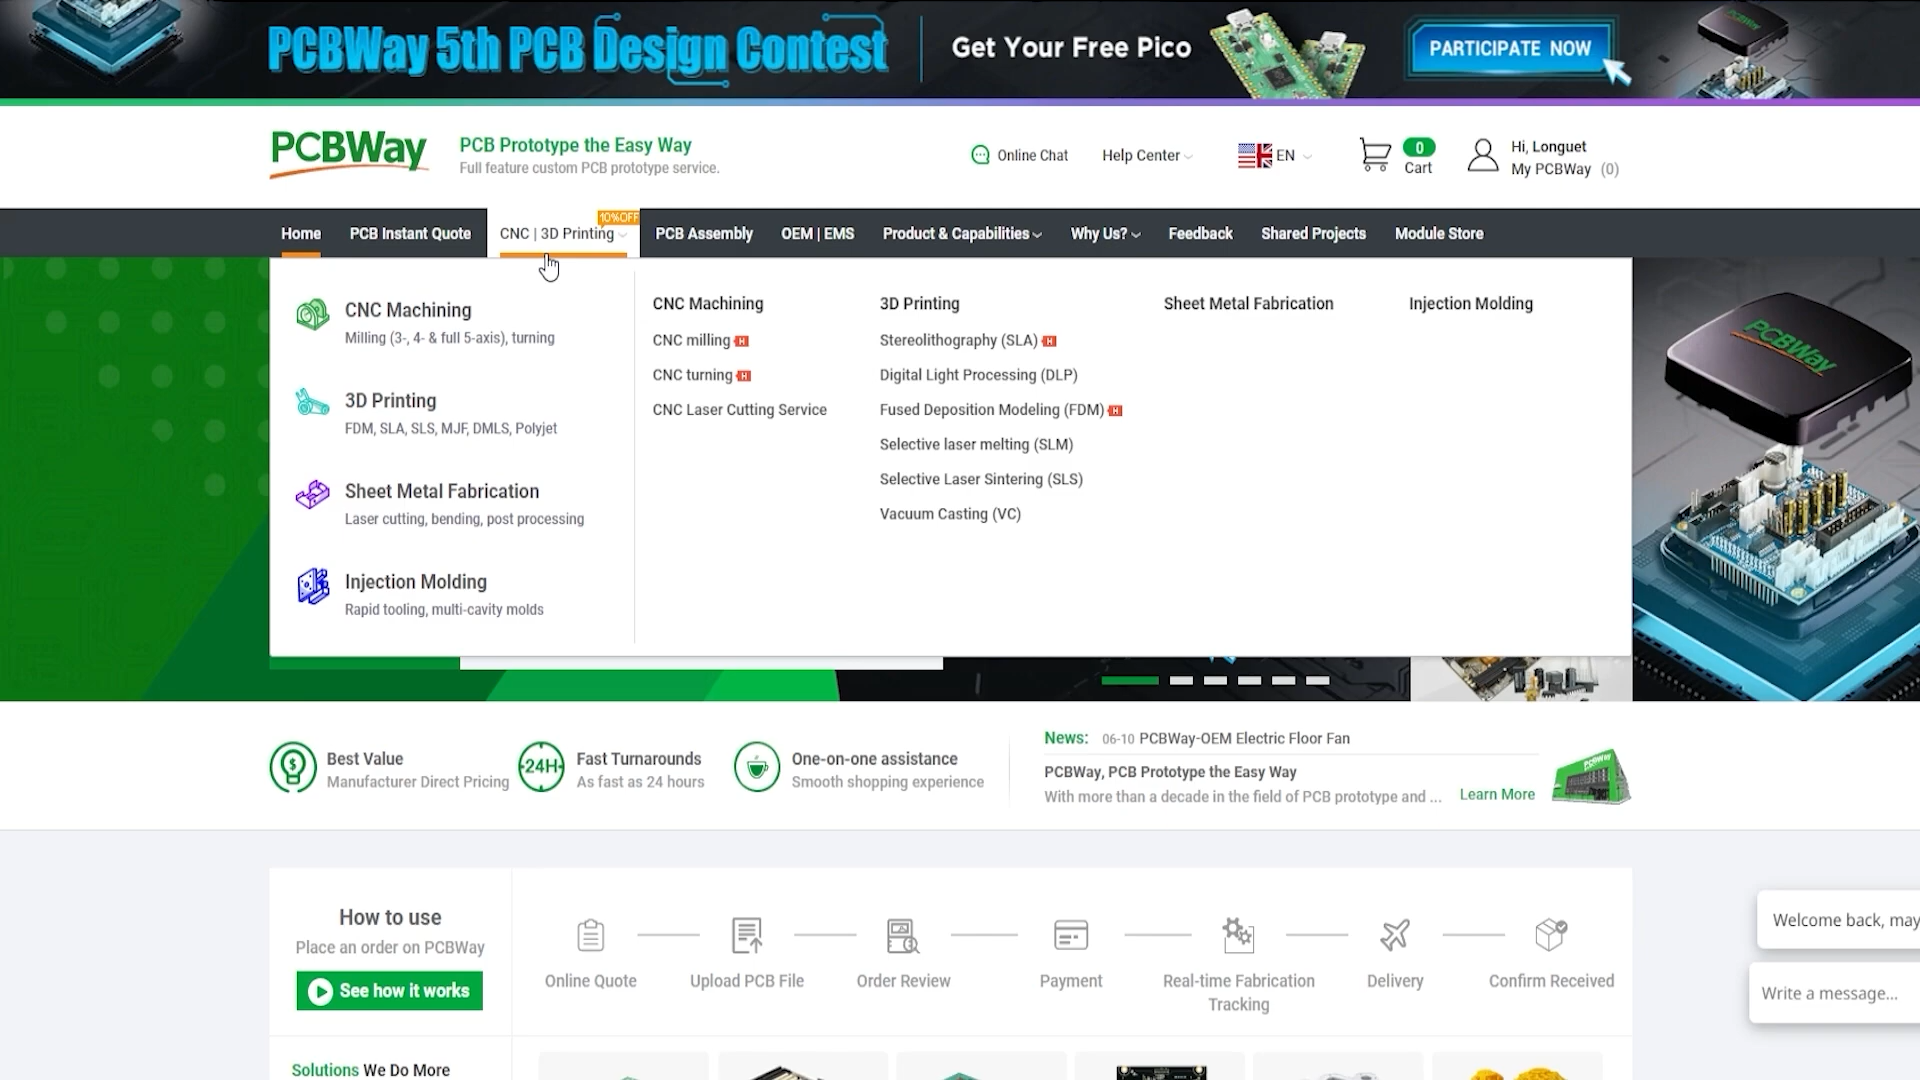 PCBWay 5th PCB Design Contest
Get Your Free Pico
PARTICIPATE NOW
PCBWay
PCB Prototype the Easy Way
Full feature custom PCB prototype service.
Online Chat
Help Center
EN
0
Cart
Hi, Longuet
My PCBWay (0)
Home
PCB Instant Quote
CNC | 3D Printing
10%OFF
PCB Assembly
OEM | EMS
Product & Capabilities
Why Us?
Feedback
Shared Projects
Module Store
CNC Machining
Milling (3-, 4- & full 5-axis), turning
3D Printing
FDM, SLA, SLS, MJF, DMLS, Polyjet
Sheet Metal Fabrication
Laser cutting, bending, post processing
Injection Molding
Rapid tooling, multi-cavity molds
CNC Machining
CNC milling H
CNC turning H
CNC Laser Cutting Service
3D Printing
Stereolithography (SLA) H
Digital Light Processing (DLP)
Fused Deposition Modeling (FDM) H
Selective laser melting (SLM)
Selective Laser Sintering (SLS)
Vacuum Casting (VC)
Sheet Metal Fabrication
Injection Molding
PCBWay
Best Value
Manufacturer Direct Pricing
24H
Fast Turnarounds
As fast as 24 hours
One-on-one assistance
Smooth shopping experience
News: 06-10 PCBWay-OEM Electric Floor Fan
PCBWay, PCB Prototype the Easy Way
With more than a decade in the field of PCB prototype and ...
Learn More
PCBWay
How to use
Place an order on PCBWay
See how it works
Online Quote
Upload PCB File
Order Review
Payment
Real-time Fabrication
Tracking
Delivery
Confirm Received
Welcome back, may
Write a message...
Solutions We Do More